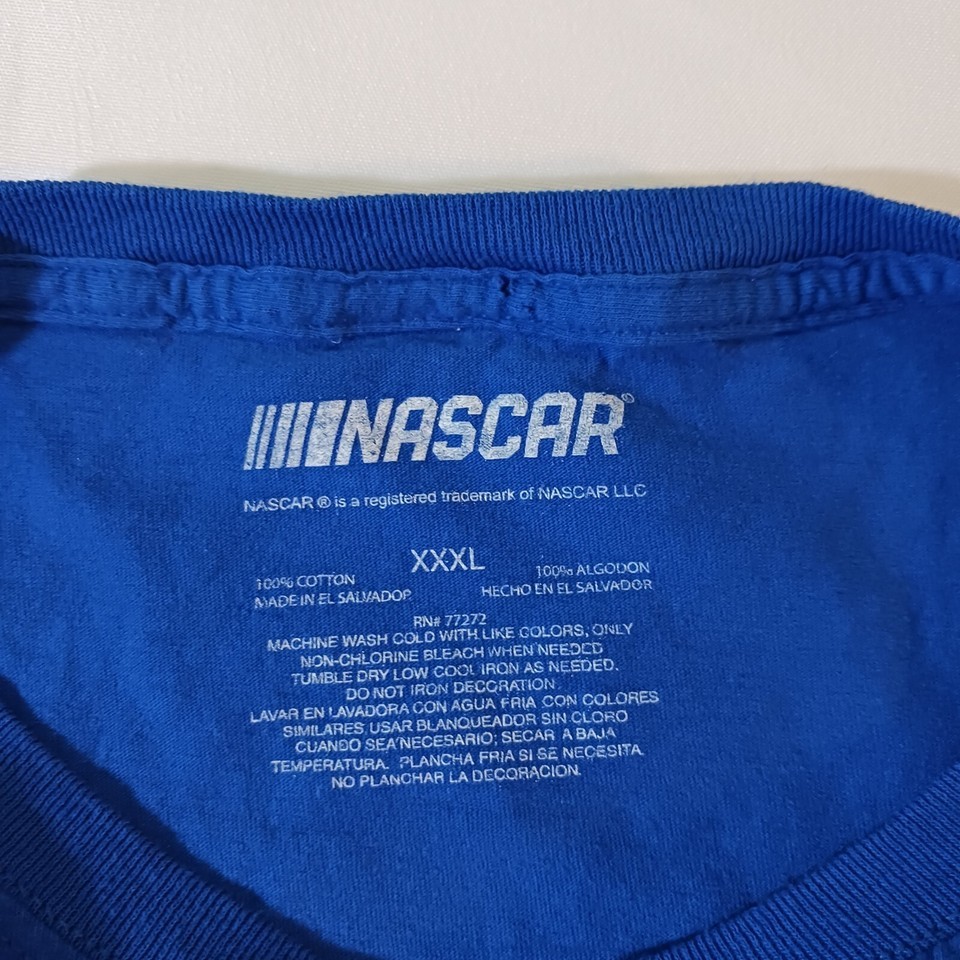 NASCAR®
NASCAR ® is a registered trademark of NASCAR LLC
XXXL
100% COTTON 100% ALGODON
MADE IN EL SALVADOR HECHO EN EL SALVADOR
RN# 77272
MACHINE WASH COLD WITH LIKE COLORS, ONLY
NON-CHLORINE BLEACH WHEN NEEDED
TUMBLE DRY LOW COOL IRON AS NEEDED.
DO NOT IRON DECORATION
LAVAR EN LAVADORA CON AGUA FRIA CON COLORES
SIMILARES, USAR BLANQUEADOR SIN CLORO
CUANDO SEA NECESARIO; SECAR A BAJA
TEMPERATURA. PLANCHA FRIA SI SE NECESITA.
NO PLANCHAR LA DECORACION.